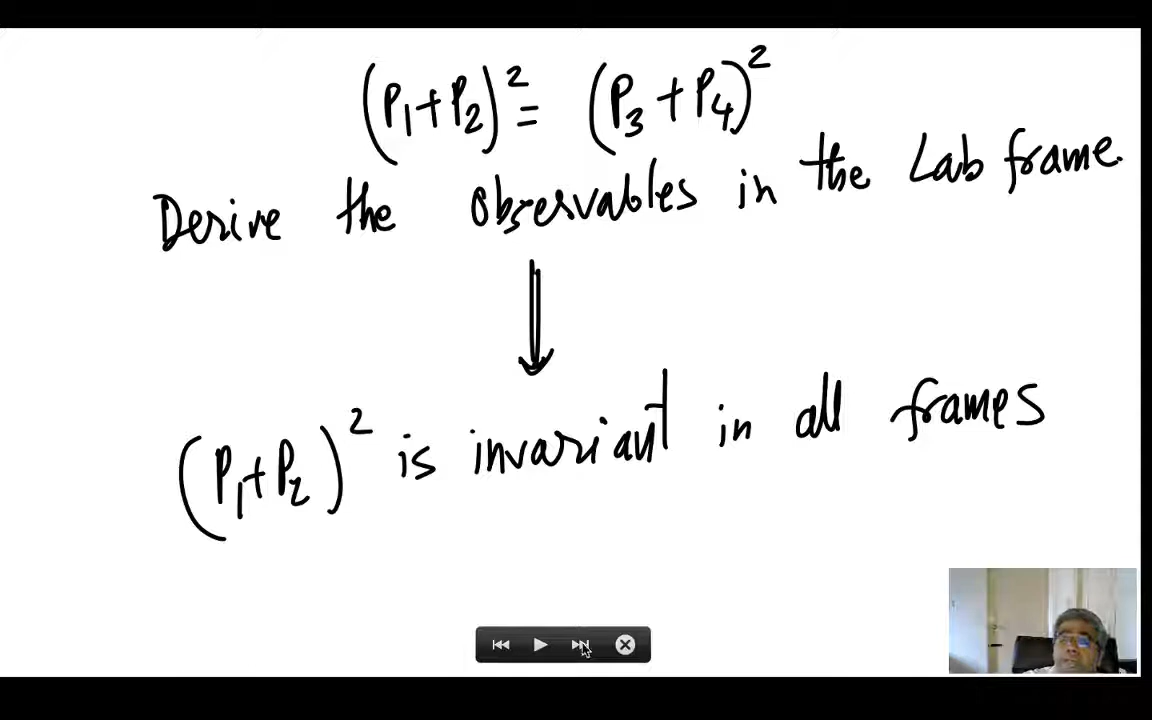 (P₁+P₂)² = (P₃+P₄)²
Derive the observables in the Lab frame.
(P₁+P₂)² is invariant in all frames